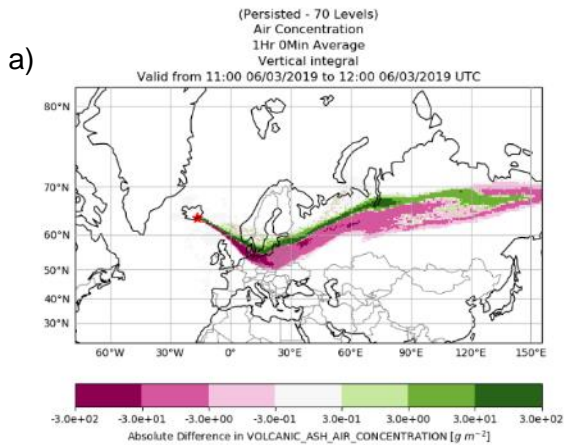 (Persisted - 70 Levels)
Air Concentration
1Hr 0Min Average
Vertical integral
Valid from 11:00 06/03/2019 to 12:00 06/03/2019 UTC
a)
80°N
70°N
60°N
50°N
40°N
30°N
60°W 30°W 0° 30°E 60°E 90°E 120°E 150°E
-3.0e+02 -3.0e+01 -3.0e+00 -3.0e-01 3.0e-01 3.0e+00 3.0e+01 3.0e+02
Absolute Difference in VOLCANIC_ASH_AIR_CONCENTRATION [g m⁻²]